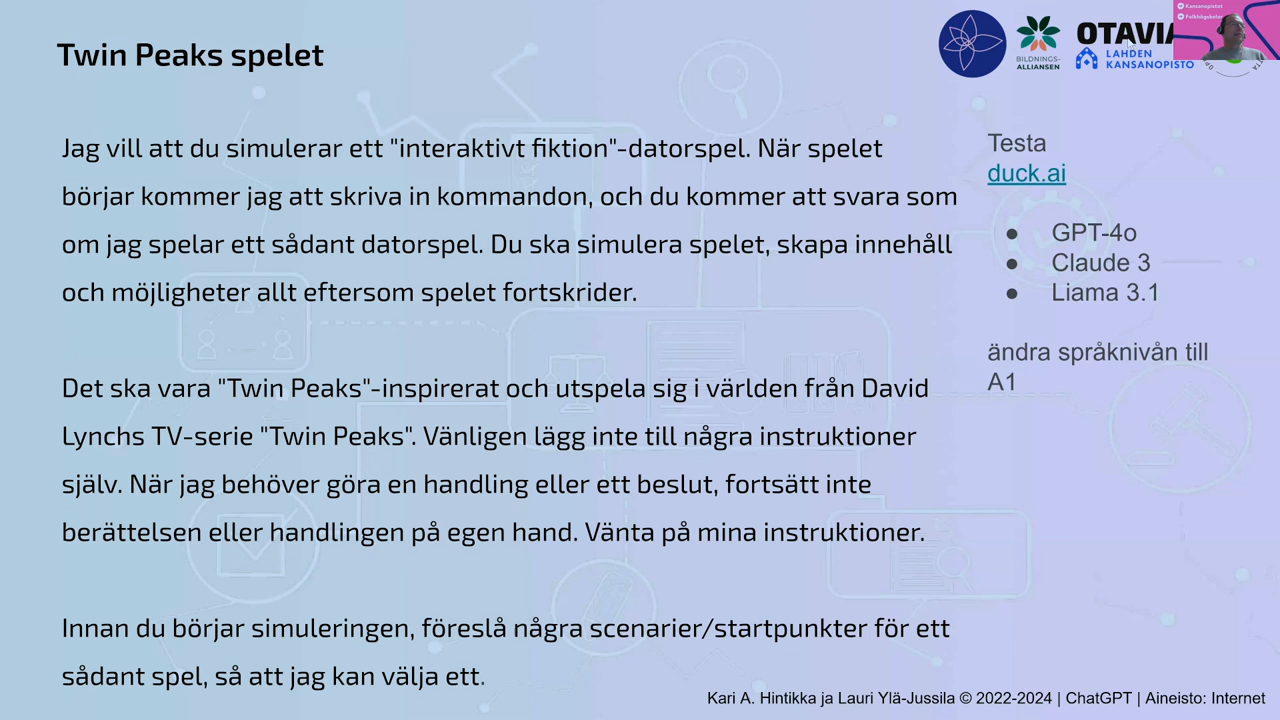 Twin Peaks spelet
BILDNINGS-
ALLIANSEN
OTAVIA
LAHDEN
KANSANOPISTO
Kansanopistot
Folkhögskolor
Jag vill att du simulerar ett "interaktivt fiktion"-datorspel. När spelet
börjar kommer jag att skriva in kommandon, och du kommer att svara som
om jag spelar ett sådant datorspel. Du ska simulera spelet, skapa innehåll
och möjligheter allt eftersom spelet fortskrider.
Det ska vara "Twin Peaks"-inspirerat och utspela sig i världen från David
Lynchs TV-serie "Twin Peaks". Vänligen lägg inte till några instruktioner
själv. När jag behöver göra en handling eller ett beslut, fortsätt inte
berättelsen eller handlingen på egen hand. Vänta på mina instruktioner.
Innan du börjar simuleringen, föreslå några scenarier/startpunkter för ett
sådant spel, så att jag kan välja ett.
Testa
duck.ai
● GPT-4o
● Claude 3
● Liama 3.1
ändra språknivån till
A1
Kari A. Hintikka ja Lauri Ylä-Jussila © 2022-2024 | ChatGPT | Aineisto: Internet